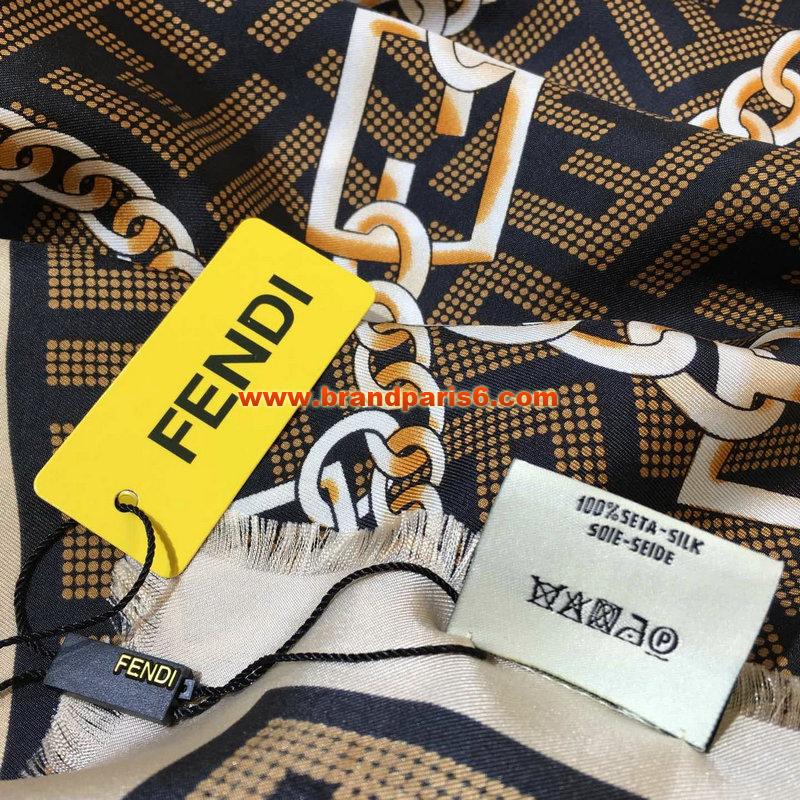 FENDI
www.brandparis6.com
100% SETA-SILK
SOIE-SEIDE
P
FENDI